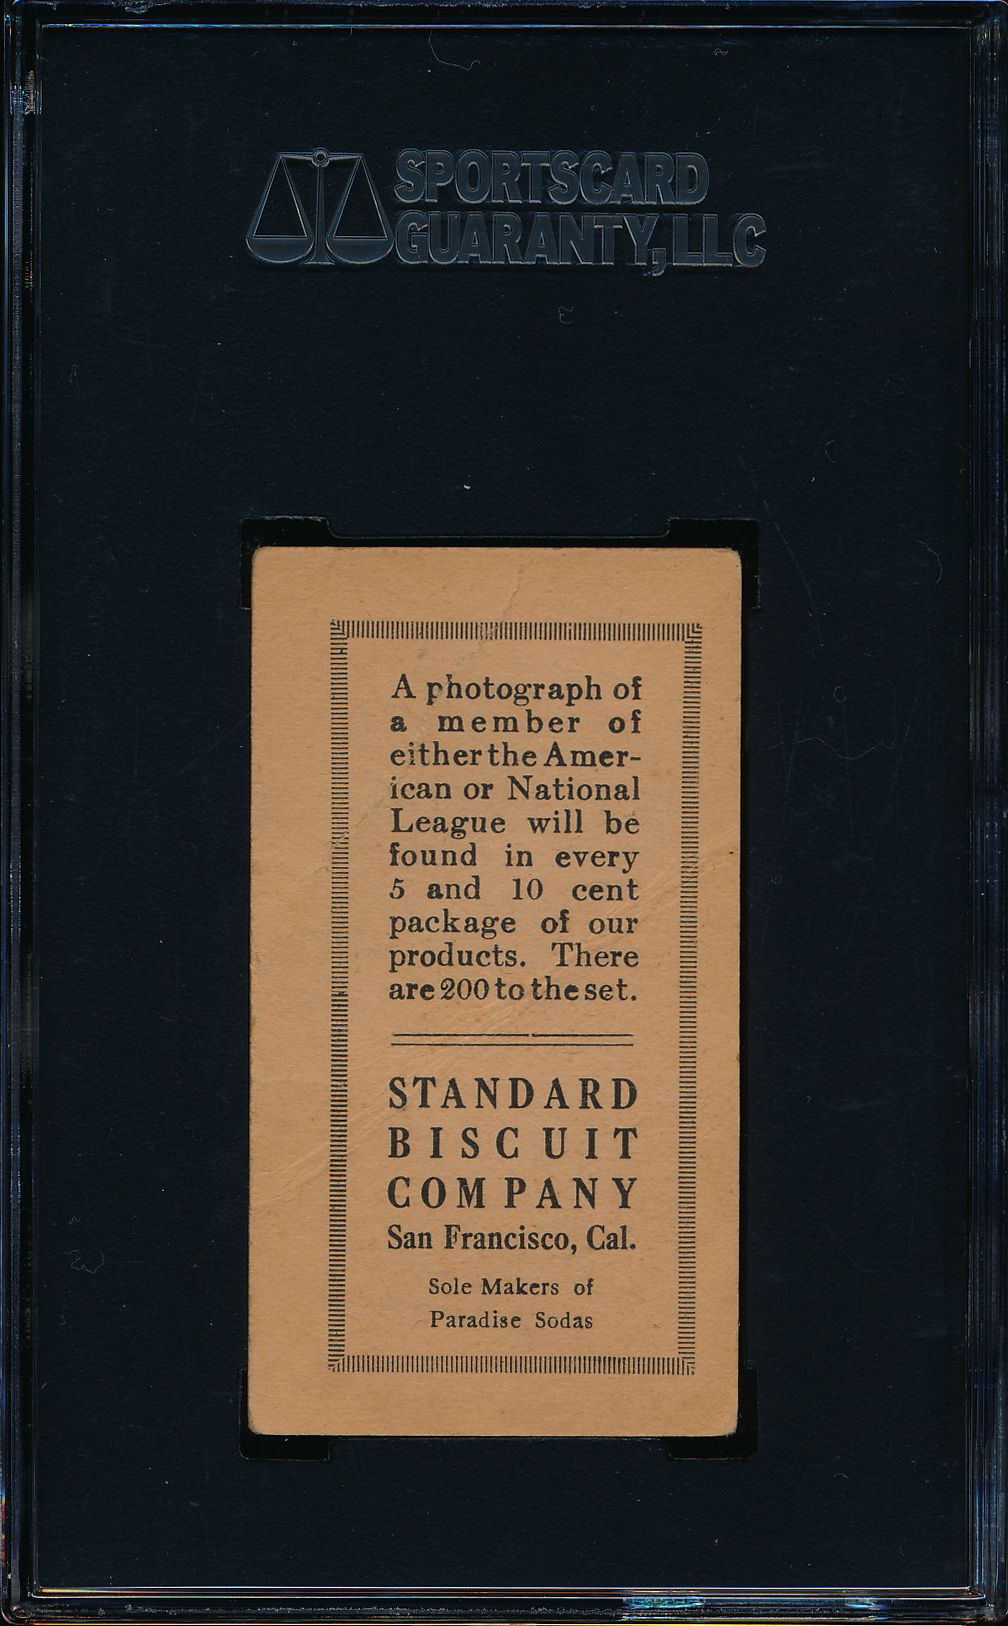 SPORTSCARD
GUARANTY, LLC
A photograph of
a member of
either the Amer-
ican or National
League will be
found in every
5 and 10 cent
package of our
products. There
are 200 to the set.
STANDARD
BISCUIT
COMPANY
San Francisco, Cal.
Sole Makers of
Paradise Sodas